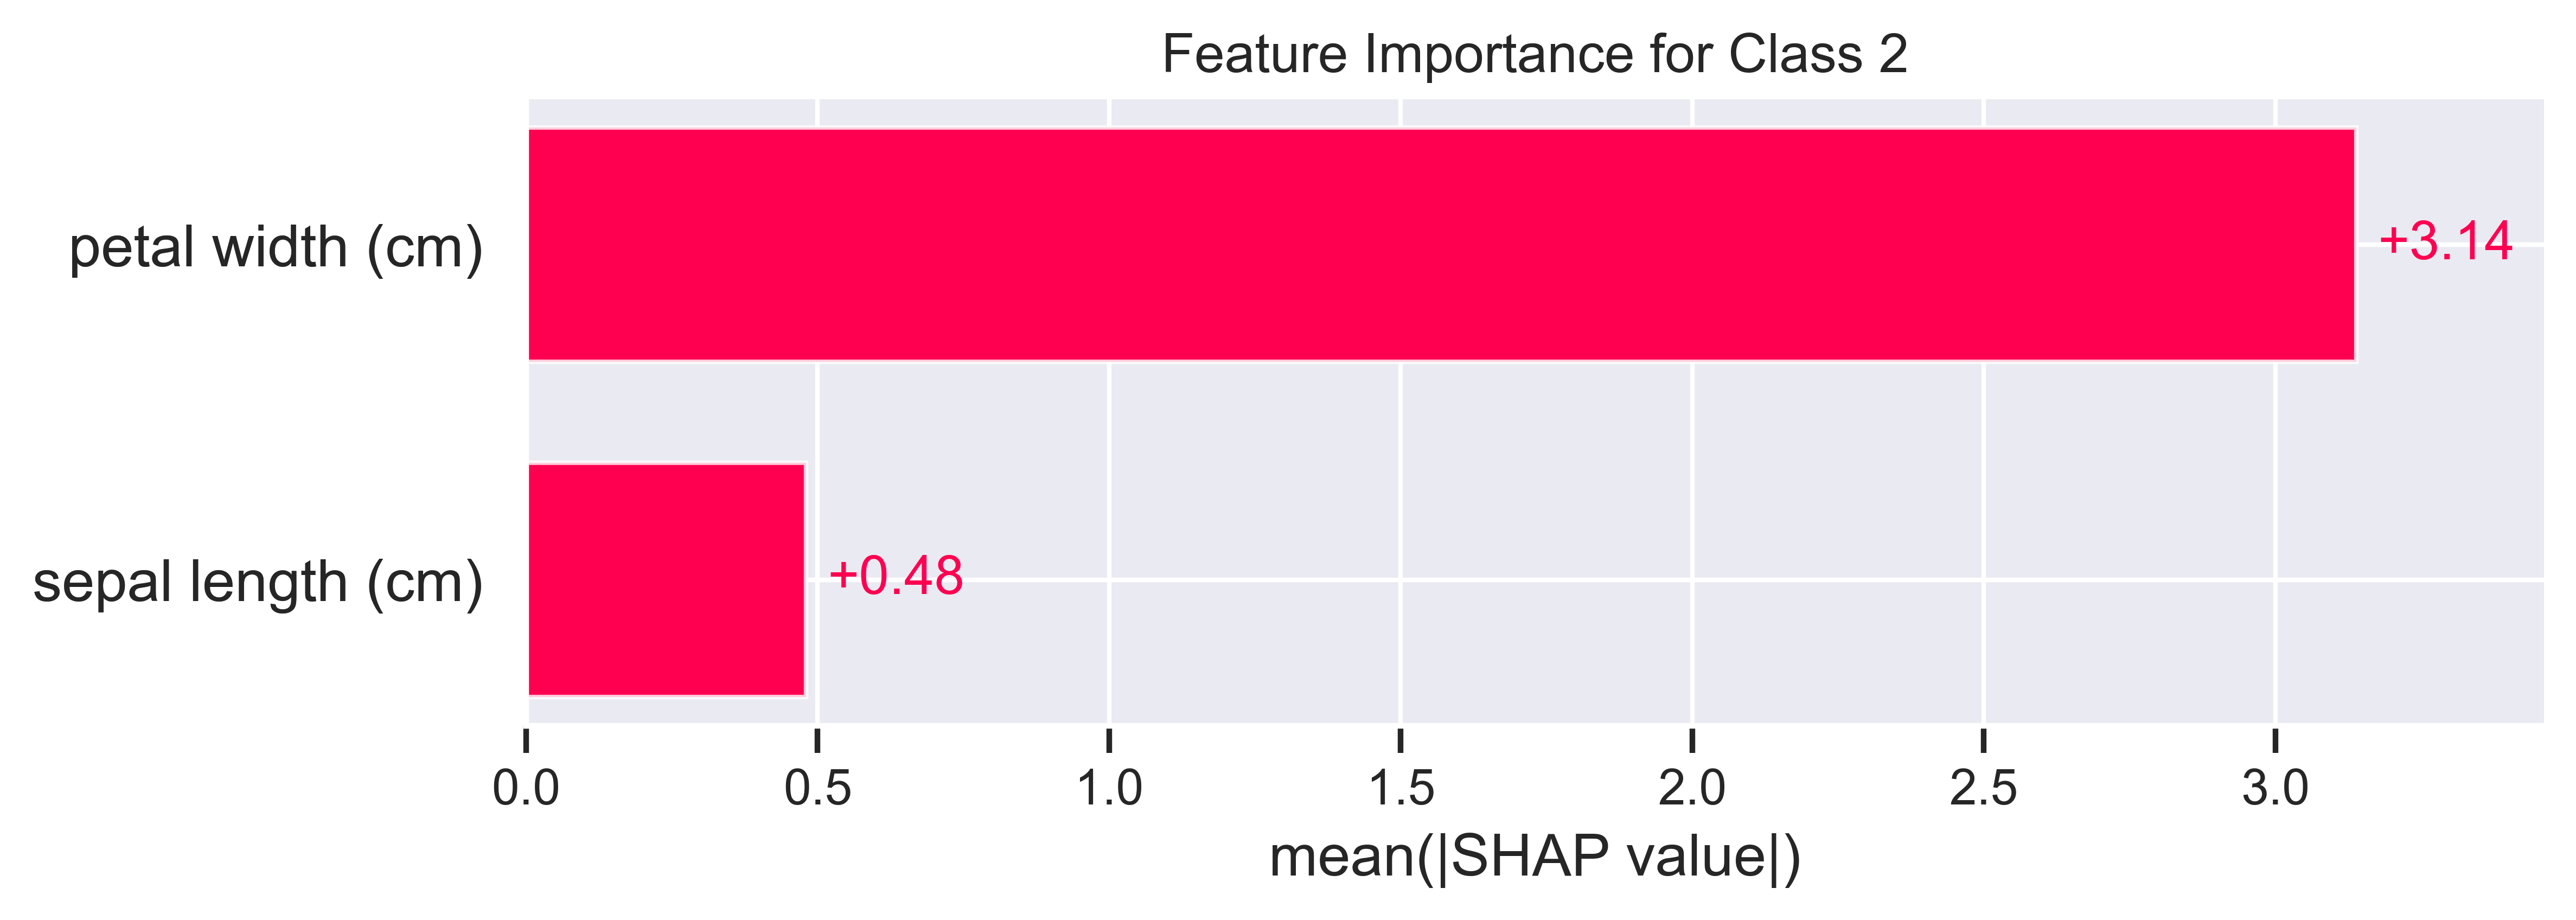 Feature Importance for Class 2
petal width (cm)
+3.14
sepal length (cm)
+0.48
0.0 0.5 1.0 1.5 2.0 2.5 3.0
mean(|SHAP value|)